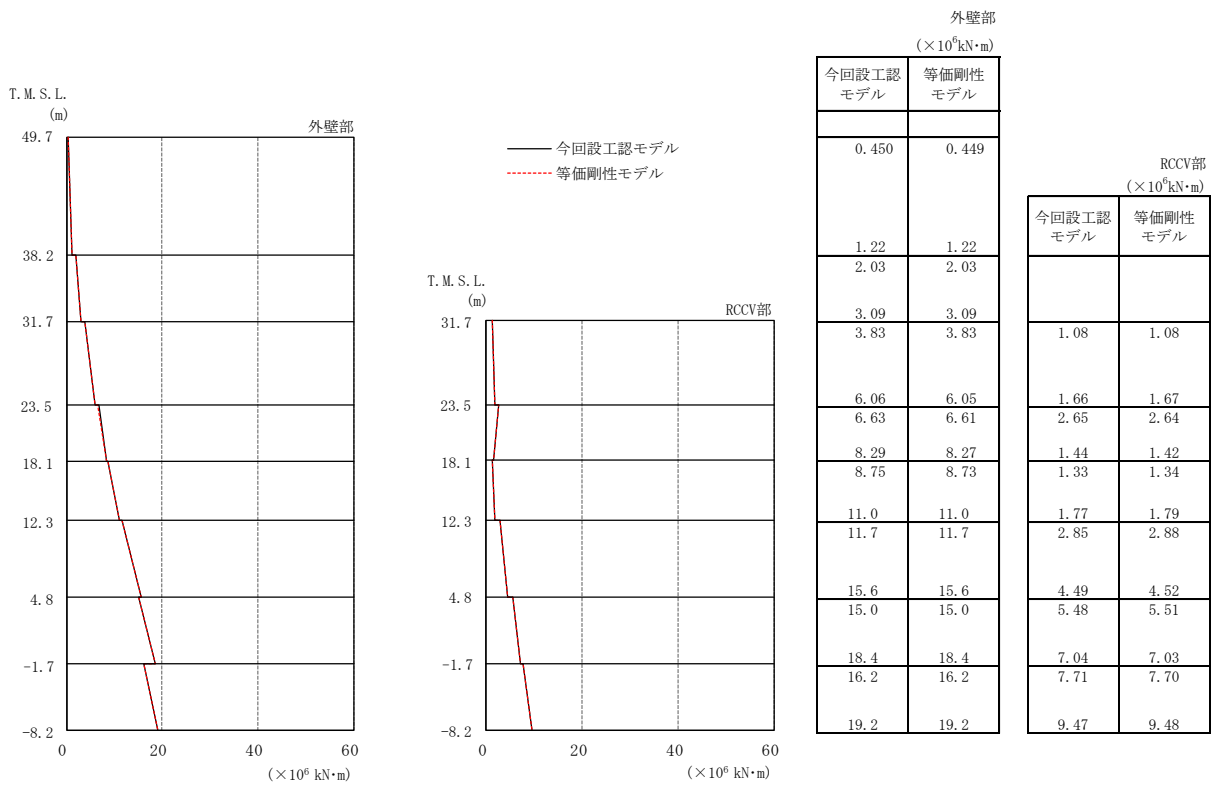 T.M.S.L.
(m)
外壁部
49.7
38.2
31.7
23.5
18.1
12.3
4.8
-1.7
-8.2
0 20 40 60
(×10⁶ kN・m)
今回設工認モデル
等価剛性モデル
T.M.S.L.
(m)
RCCV部
31.7
23.5
18.1
12.3
4.8
-1.7
-8.2
0 20 40 60
(×10⁶ kN・m)
外壁部
(×10⁶kN・m)
今回設工認 等価剛性
モデル モデル
0.450 0.449
1.22 1.22
2.03 2.03
3.09 3.09
3.83 3.83
6.06 6.05
6.63 6.61
8.29 8.27
8.75 8.73
11.0 11.0
11.7 11.7
15.6 15.6
15.0 15.0
18.4 18.4
16.2 16.2
19.2 19.2
RCCV部
(×10⁶kN・m)
今回設工認 等価剛性
モデル モデル
1.08 1.08
1.66 1.67
2.65 2.64
1.44 1.42
1.33 1.34
1.77 1.79
2.85 2.88
4.49 4.52
5.48 5.51
7.04 7.03
7.71 7.70
9.47 9.48